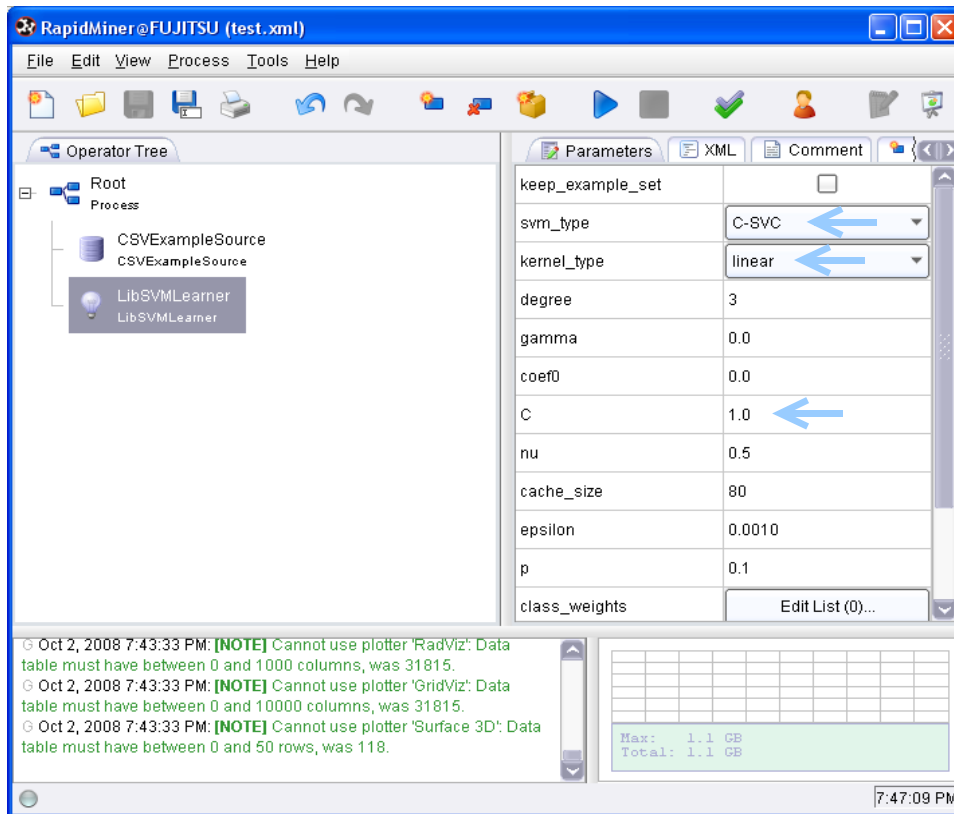 RapidMiner@FUJITSU (test.xml)
File Edit View Process Tools Help
Operator Tree
Root
Process
CSVExampleSource
CSVExampleSource
LibSVMLearner
LibSVMLearner
Parameters XML Comment
keep_example_set
svm_type C-SVC
kernel_type linear
degree 3
gamma 0.0
coef0 0.0
C 1.0
nu 0.5
cache_size 80
epsilon 0.0010
p 0.1
class_weights Edit List (0)...
G Oct 2, 2008 7:43:33 PM: [NOTE] Cannot use plotter 'RadViz': Data
table must have between 0 and 1000 columns, was 31815.
G Oct 2, 2008 7:43:33 PM: [NOTE] Cannot use plotter 'GridViz': Data
table must have between 0 and 10000 columns, was 31815.
G Oct 2, 2008 7:43:33 PM: [NOTE] Cannot use plotter 'Surface 3D': Data
table must have between 0 and 50 rows, was 118.
Max: 1.1 GB
Total: 1.1 GB
7:47:09 PM